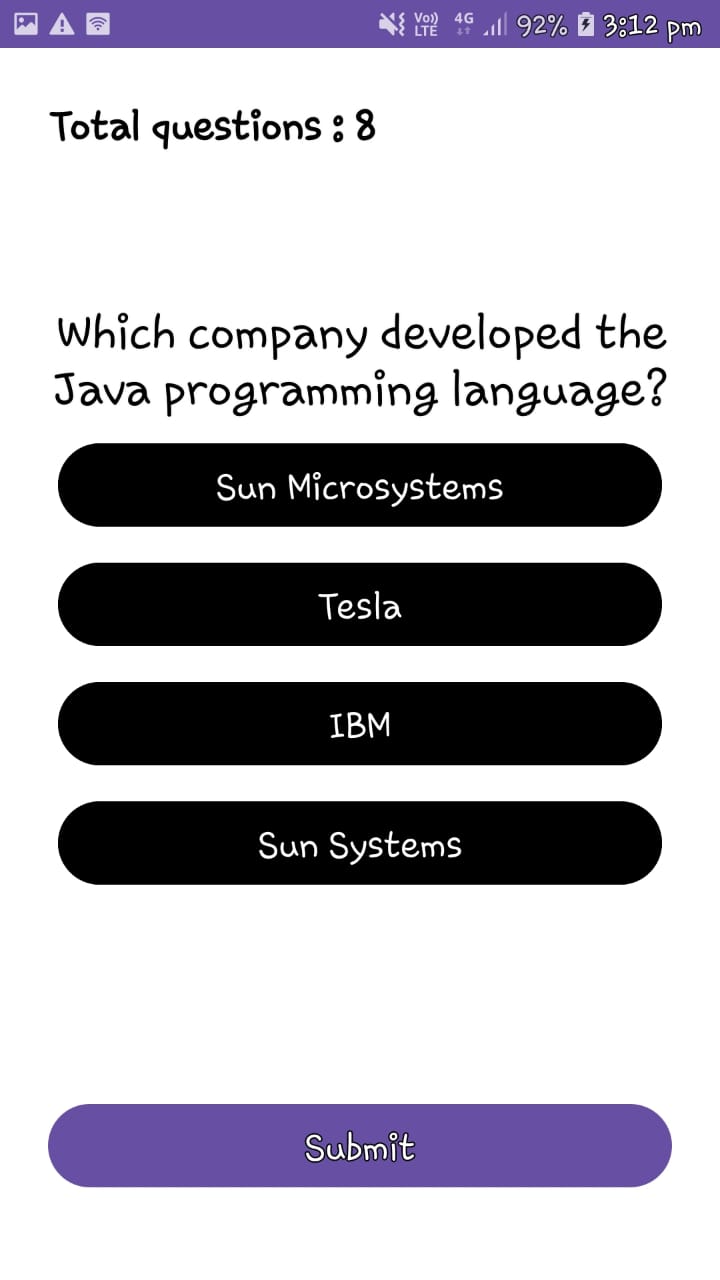 Vo)) LTE 4G 92% 3:12 pm
Total questions : 8
Which company developed the
Java programming language?
Sun Microsystems
Tesla
IBM
Sun Systems
Submit